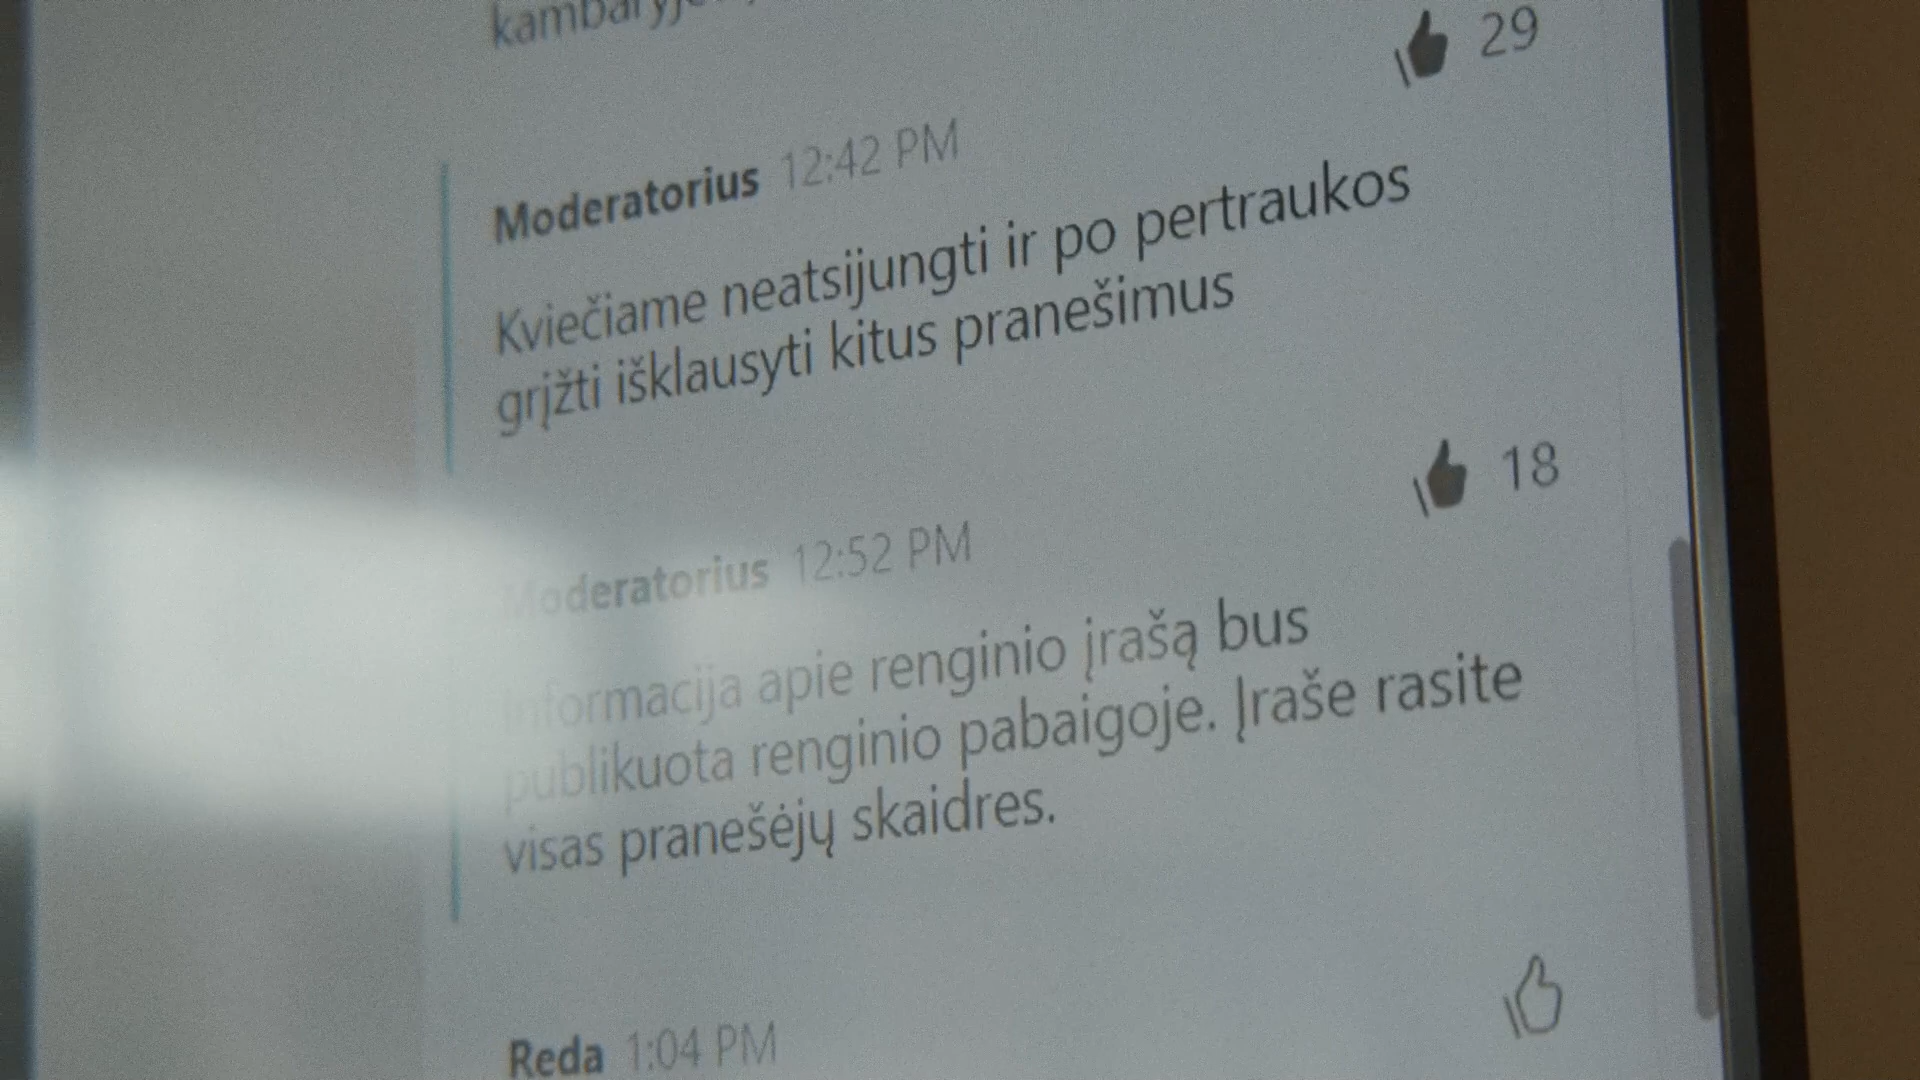 29
Moderatorius 12:42 PM
Kviečiame neatsijungti ir po pertraukos
grįžti išklausyti kitus pranešimus
18
Moderatorius 12:52 PM
Informacija apie renginio įrašą bus
publikuota renginio pabaigoje. Įraše rasite
visas pranešėjų skaidres.
Reda 1:04 PM